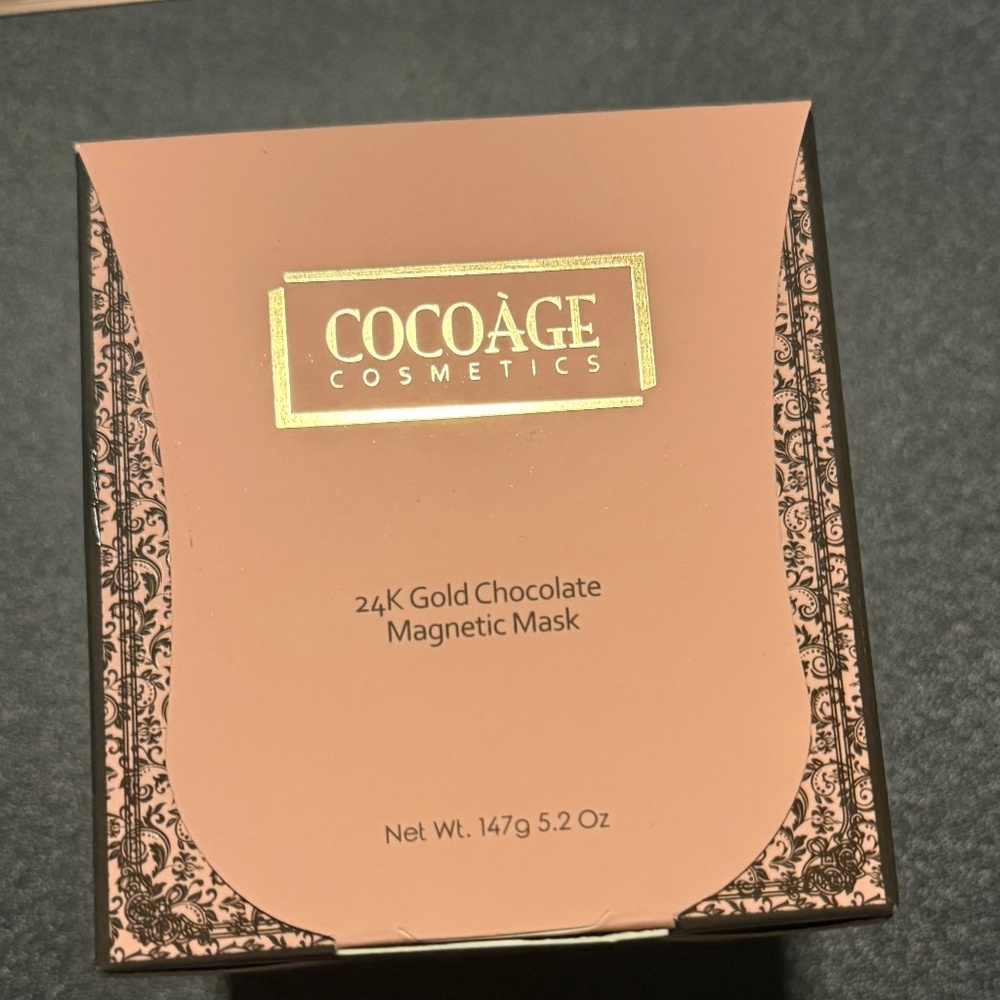 COCOÀGE
COSMETICS
24K Gold Chocolate
Magnetic Mask
Net Wt. 147g 5.2 Oz